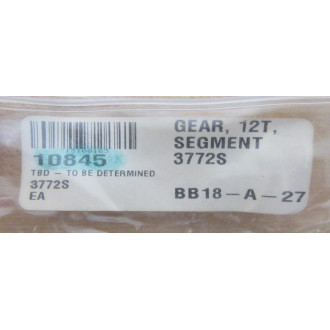 GEAR, 12T,
SEGMENT
3772S
10845
TBD - TO BE DETERMINED
3772S
EA
BB18-A-27